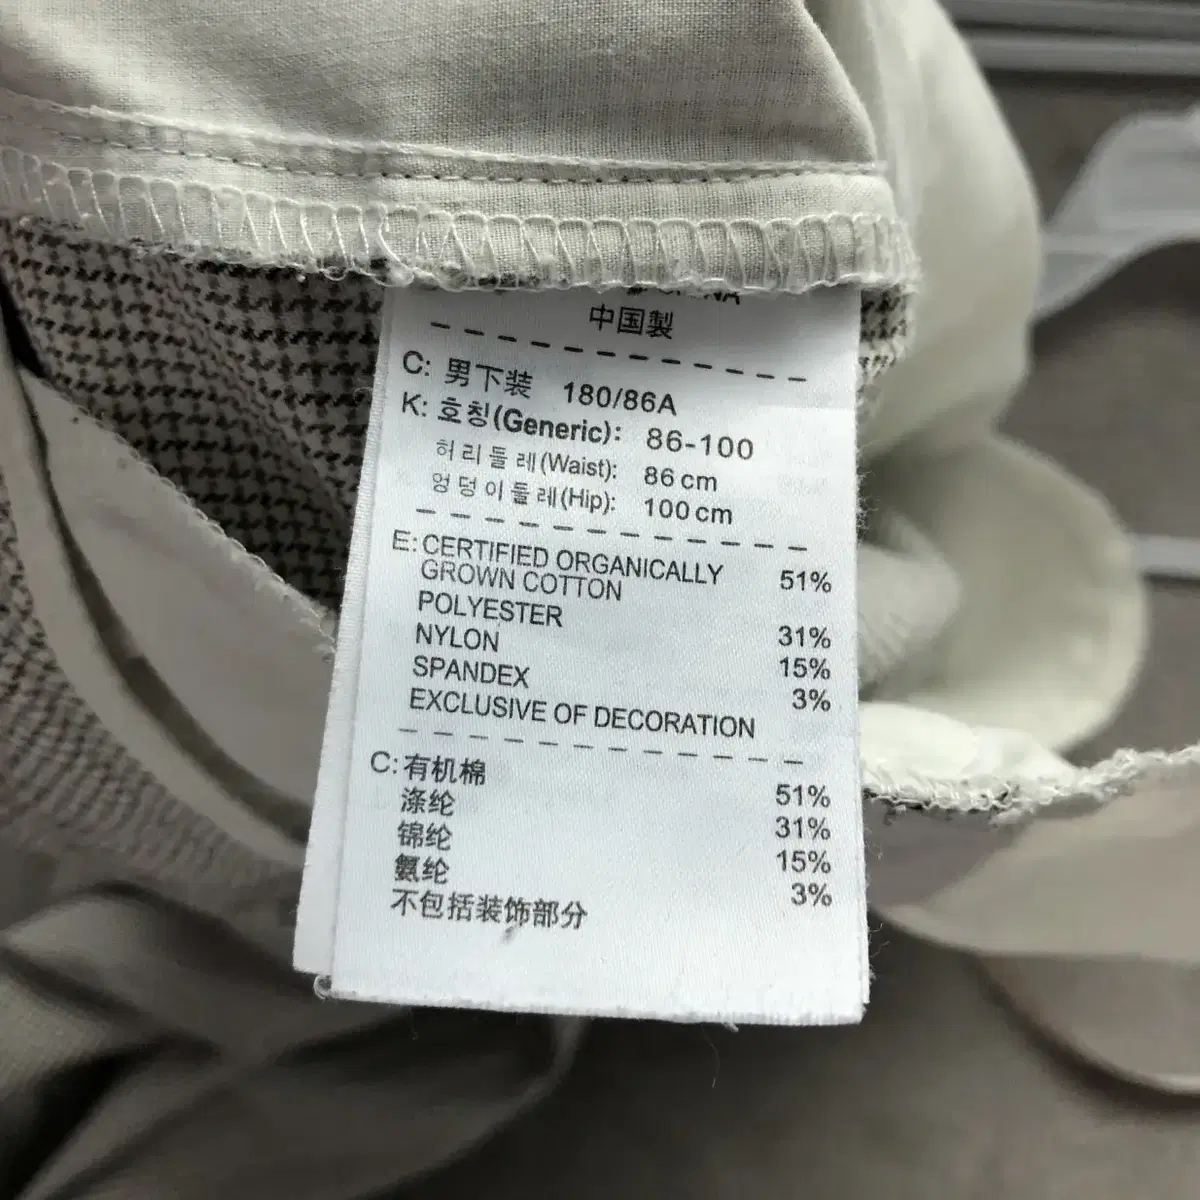 中国製
C: 男下装 180/86A
K: 호칭(Generic): 86-100
허리둘레(Waist): 86 cm
엉덩이둘레(Hip): 100 cm
E: CERTIFIED ORGANICALLY
GROWN COTTON 51%
POLYESTER 31%
NYLON 15%
SPANDEX 3%
EXCLUSIVE OF DECORATION
C: 有机棉 51%
涤纶 31%
锦纶 15%
氨纶 3%
不包括装饰部分